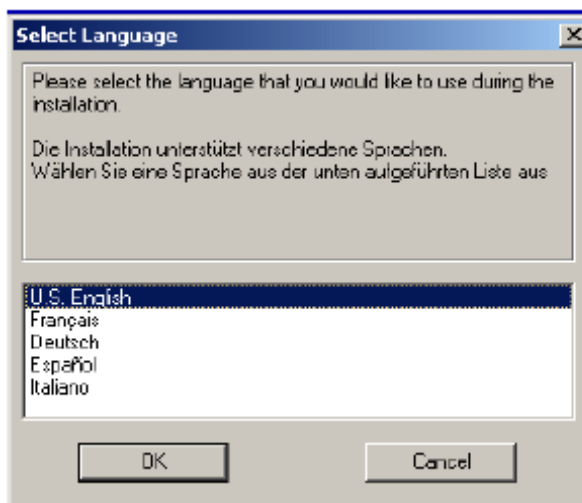 Select Language
Please select the language that you would like to use during the
installation.
Die Installation unterstützt verschiedene Sprachen.
Wählen Sie eine Sprache aus der unten aufgeführten Liste aus
U.S. English
Français
Deutsch
Español
Italiano
OK
Cancel